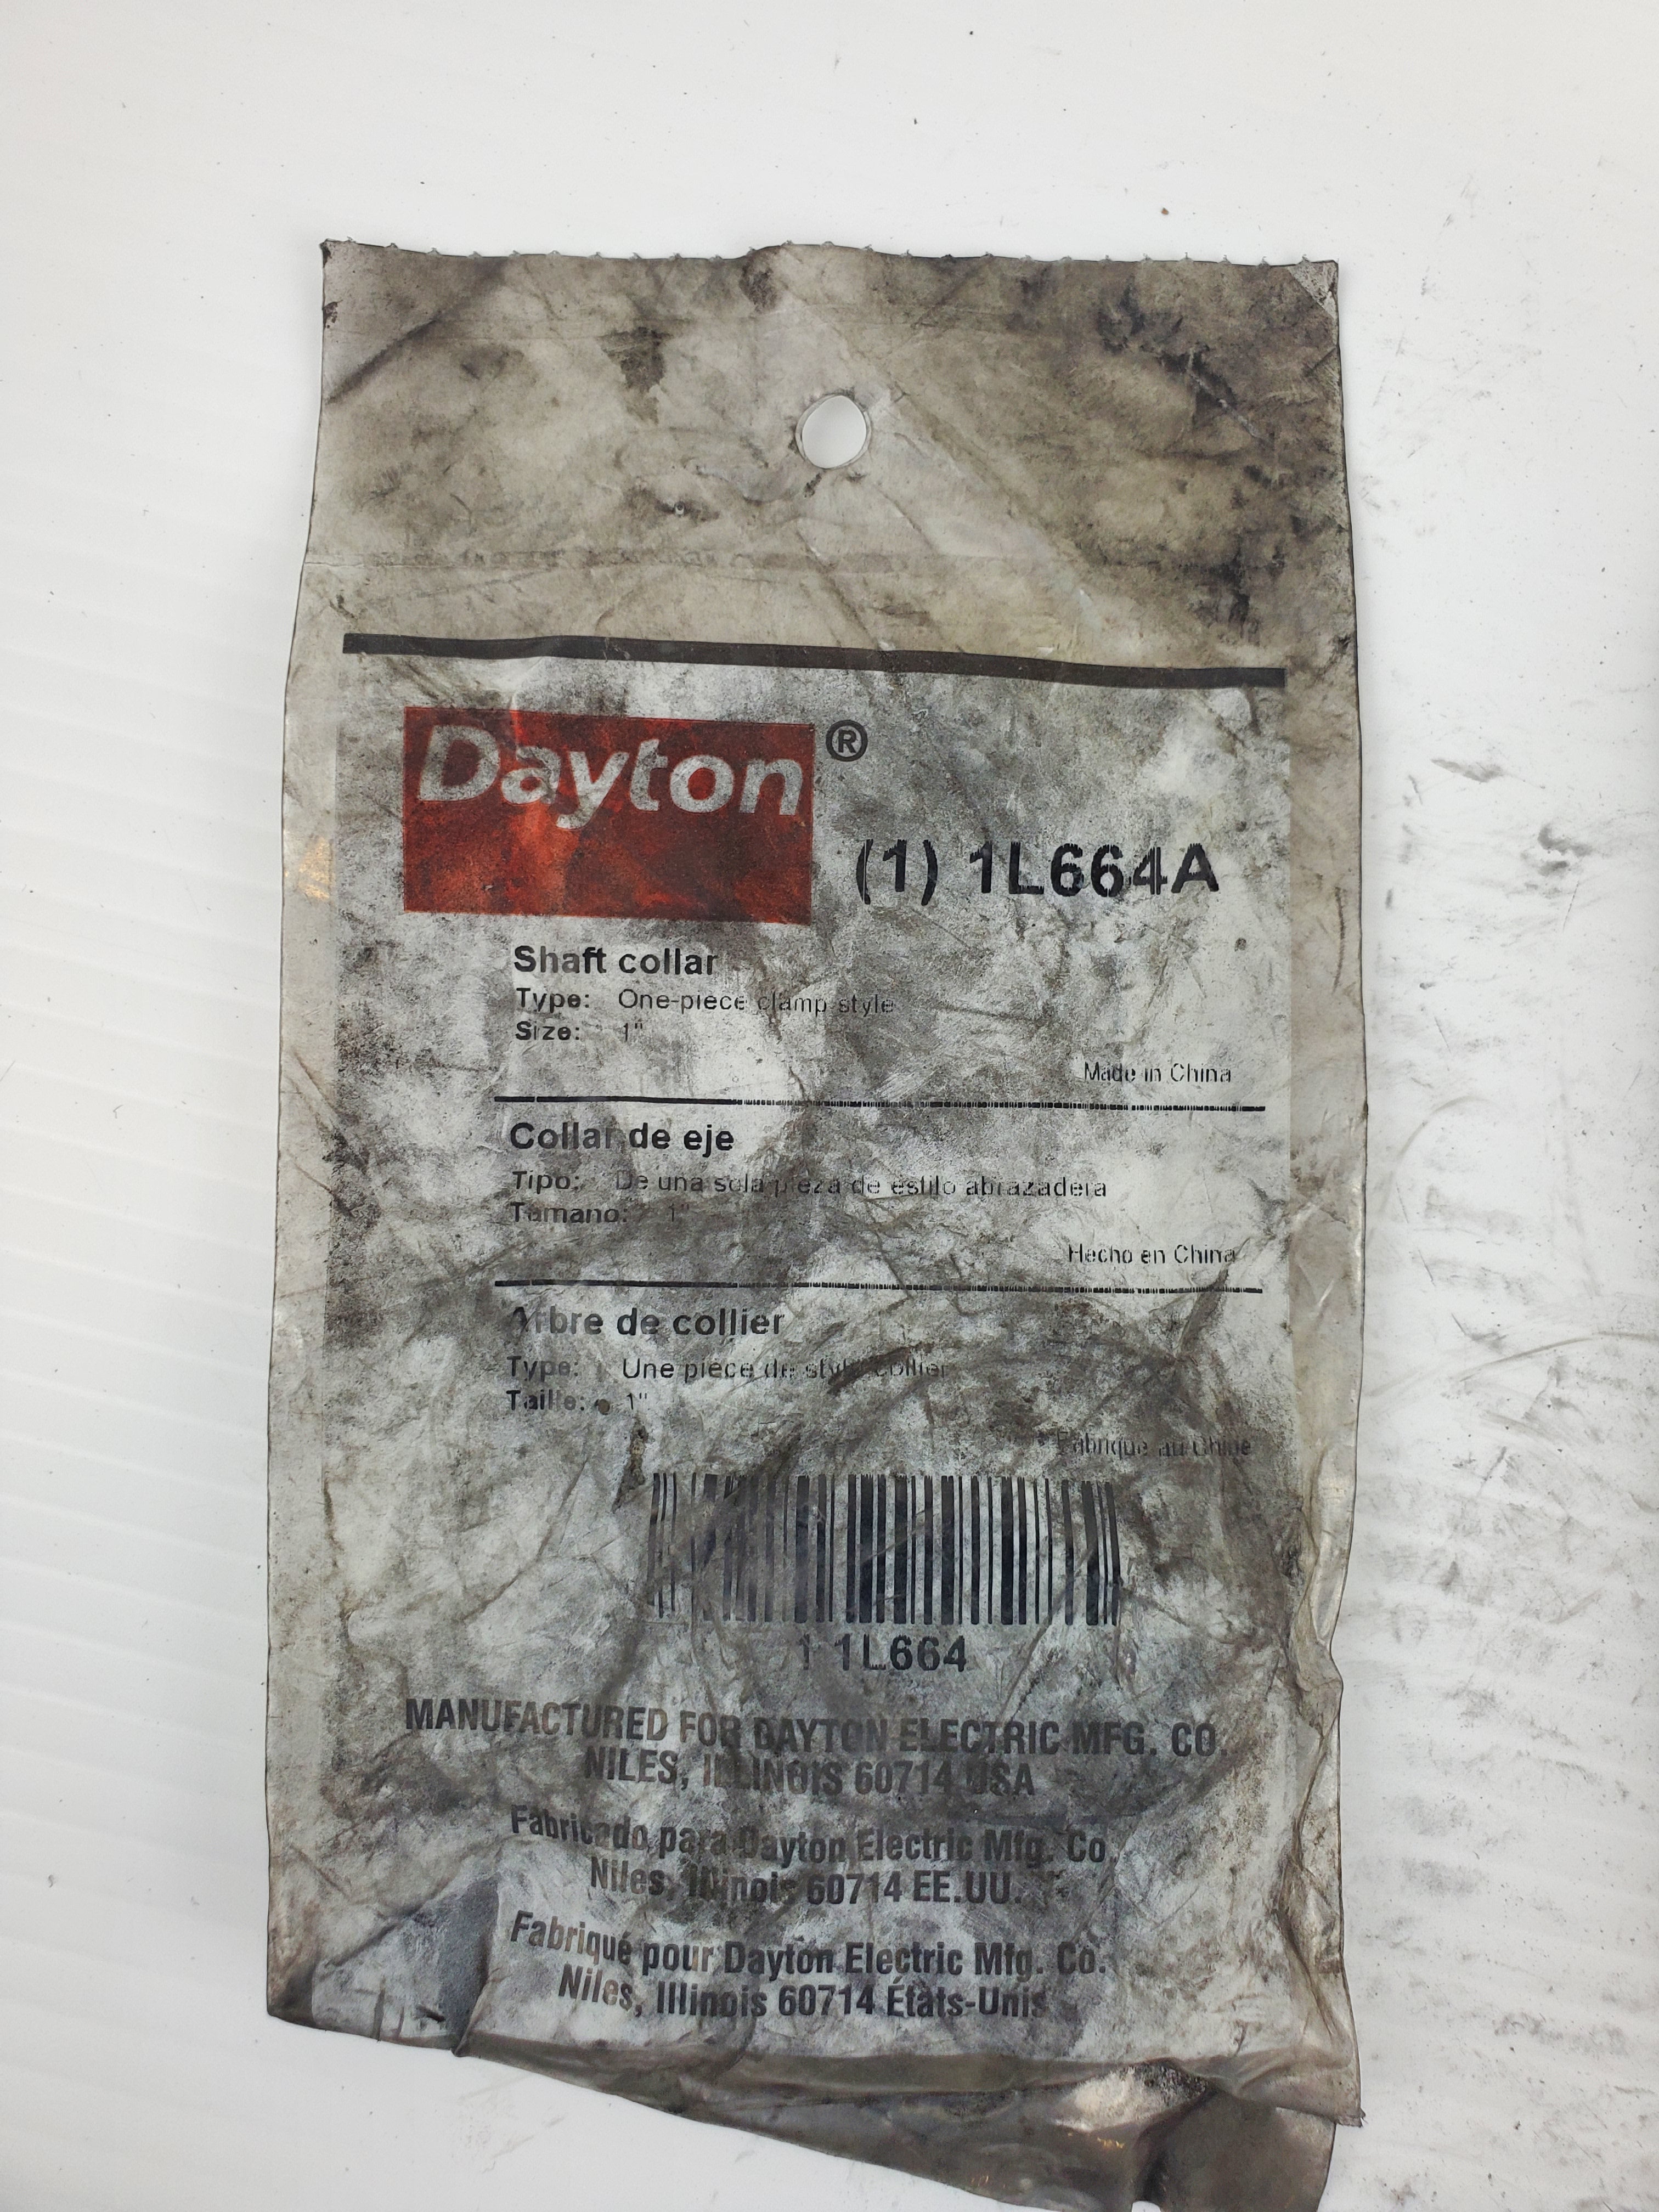 Dayton®
(1) 1L664A
Shaft collar
Type: One-piece clamp style
Size: 1"
Made in China
Collar de eje
Tipo: De una sola pieza de estilo abrazadera
Tamano: 1"
Hecho en China
Arbre de collier
Type: Une piece de style collier
Taille: 1"
Fabrique au Chine
1 1L664
MANUFACTURED FOR DAYTON ELECTRIC MFG. CO.
NILES, ILLINOIS 60714 USA
Fabricado para Dayton Electric Mfg. Co.
Niles, Illinois 60714 EE.UU.
Fabriqué pour Dayton Electric Mfg. Co.
Niles, Illinois 60714 États-Unis